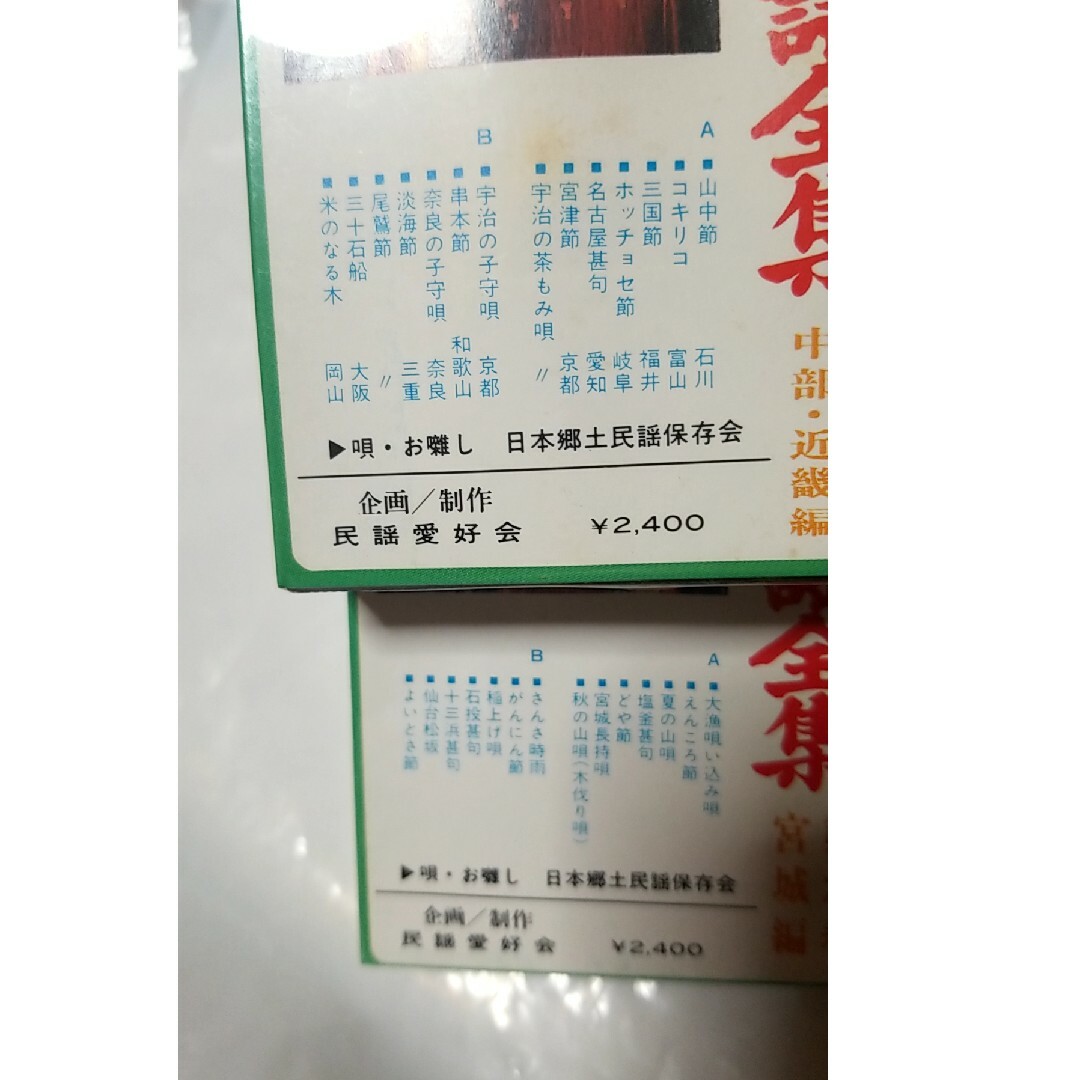 謡全集
中部・近畿編
A
■山中節 石川
■コキリコ 富山
■三国節 福井
■ホッチョセ節 岐阜
■名古屋甚句 愛知
■宮津節 京都
■宇治の茶もみ唄 〃
B
■宇治の子守唄 京都
■串本節 和歌山
■奈良の子守唄 奈良
■淡海節 三重
■尾鷲節 〃
■三十石船 大阪
■米のなる木 岡山
▶唄・お囃し 日本郷土民謡保存会
企画/制作
民謡愛好会 ¥2,400
謡全集
宮城編
A
■大漁唄い込み唄
■えんころ節
■夏の山唄
■塩釜甚句
■どや節
■宮城長持唄
■秋の山唄(木伐り唄)
B
■さんさ時雨
■がんにん節
■稲上げ唄
■石投甚句
■十三浜甚句
■仙台松坂
■よいとさ節
▶唄・お囃し 日本郷土民謡保存会
企画/制作
民謡愛好会 ¥2,400